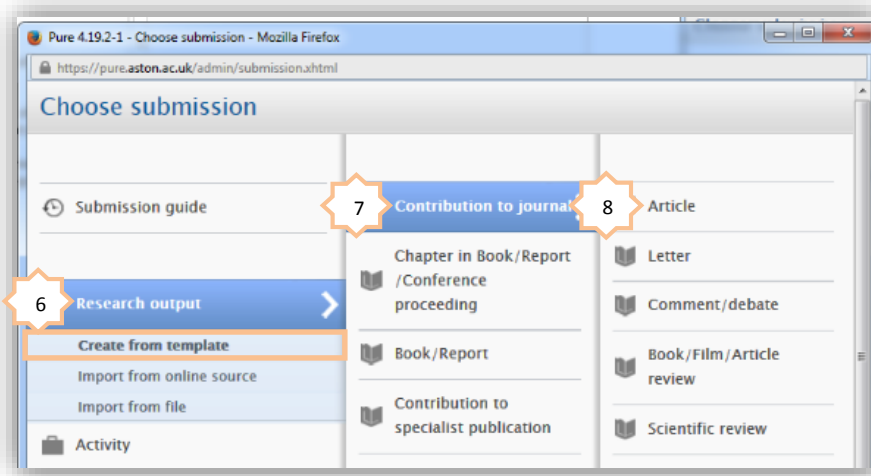 Pure 4.19.2-1 - Choose submission - Mozilla Firefox
https://pure.aston.ac.uk/admin/submission.xhtml
Choose submission
Submission guide
6
Research output
Create from template
Import from online source
Import from file
Activity
7
Contribution to journal
Chapter in Book/Report
/Conference
proceeding
Book/Report
Contribution to
specialist publication
8
Article
Letter
Comment/debate
Book/Film/Article
review
Scientific review